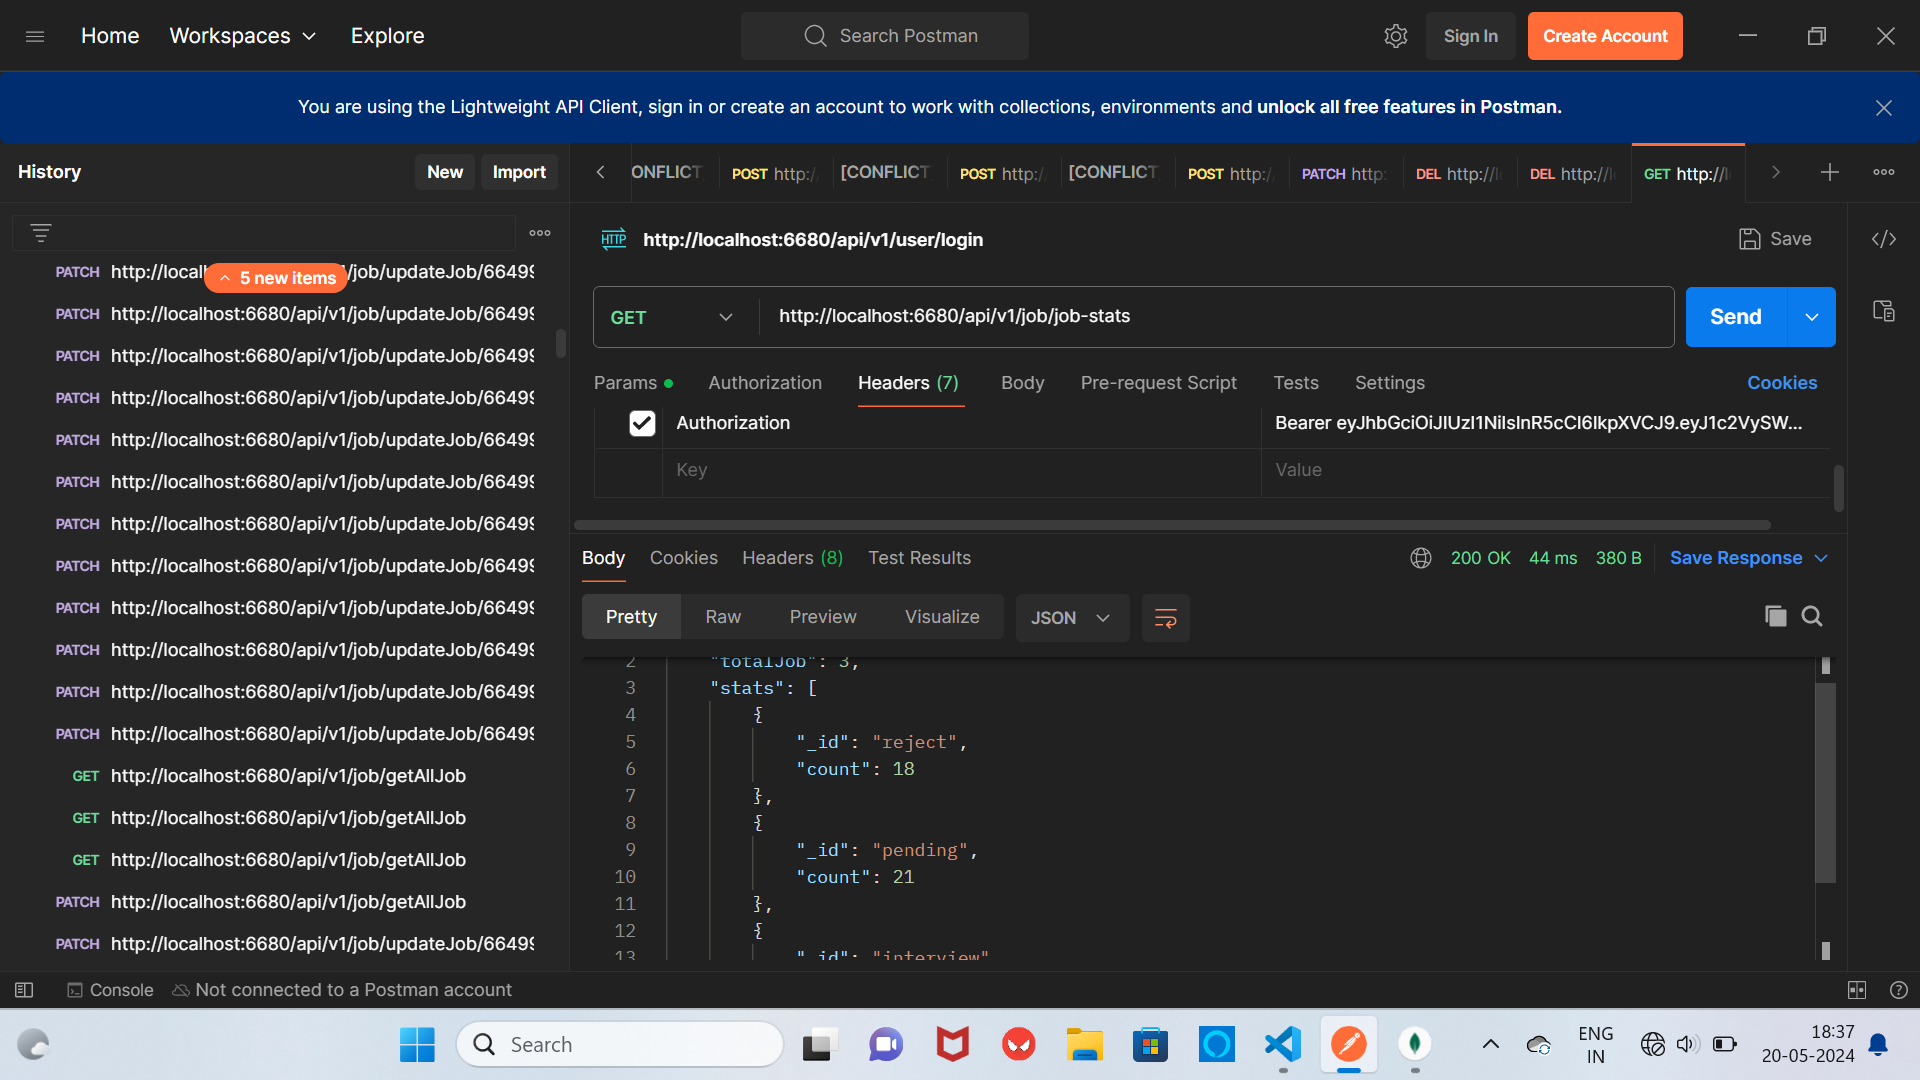 Home Workspaces Explore Search Postman Sign In Create Account
You are using the Lightweight API Client, sign in or create an account to work with collections, environments and unlock all free features in Postman.
History New Import ONFLICT POST http:/ [CONFLICT POST http:/ [CONFLICT POST http:/ PATCH http: DEL http://l DEL http://l GET http://l
HTTP http://localhost:6680/api/v1/user/login Save
PATCH http://local /job/updateJob/66499
5 new items
PATCH http://localhost:6680/api/v1/job/updateJob/66499
PATCH http://localhost:6680/api/v1/job/updateJob/66499
PATCH http://localhost:6680/api/v1/job/updateJob/66499
PATCH http://localhost:6680/api/v1/job/updateJob/66499
PATCH http://localhost:6680/api/v1/job/updateJob/66499
PATCH http://localhost:6680/api/v1/job/updateJob/66499
PATCH http://localhost:6680/api/v1/job/updateJob/66499
PATCH http://localhost:6680/api/v1/job/updateJob/66499
PATCH http://localhost:6680/api/v1/job/updateJob/66499
PATCH http://localhost:6680/api/v1/job/updateJob/66499
PATCH http://localhost:6680/api/v1/job/updateJob/66499
GET http://localhost:6680/api/v1/job/getAllJob
GET http://localhost:6680/api/v1/job/getAllJob
GET http://localhost:6680/api/v1/job/getAllJob
PATCH http://localhost:6680/api/v1/job/getAllJob
PATCH http://localhost:6680/api/v1/job/updateJob/66499
GET http://localhost:6680/api/v1/job/job-stats Send
Params Authorization Headers (7) Body Pre-request Script Tests Settings Cookies
Authorization Bearer eyJhbGciOiJIUzI1NiIsInR5cCI6IkpXVCJ9.eyJ1c2VySW...
Key Value
Body Cookies Headers (8) Test Results 200 OK 44 ms 380 B Save Response
Pretty Raw Preview Visualize JSON
2 "totalJob": 3,
3 "stats": [
4 {
5 "_id": "reject",
6 "count": 18
7 },
8 {
9 "_id": "pending",
10 "count": 21
11 },
12 {
13 "_id": "interview"
Console Not connected to a Postman account
Search ENG 18:37
IN 20-05-2024